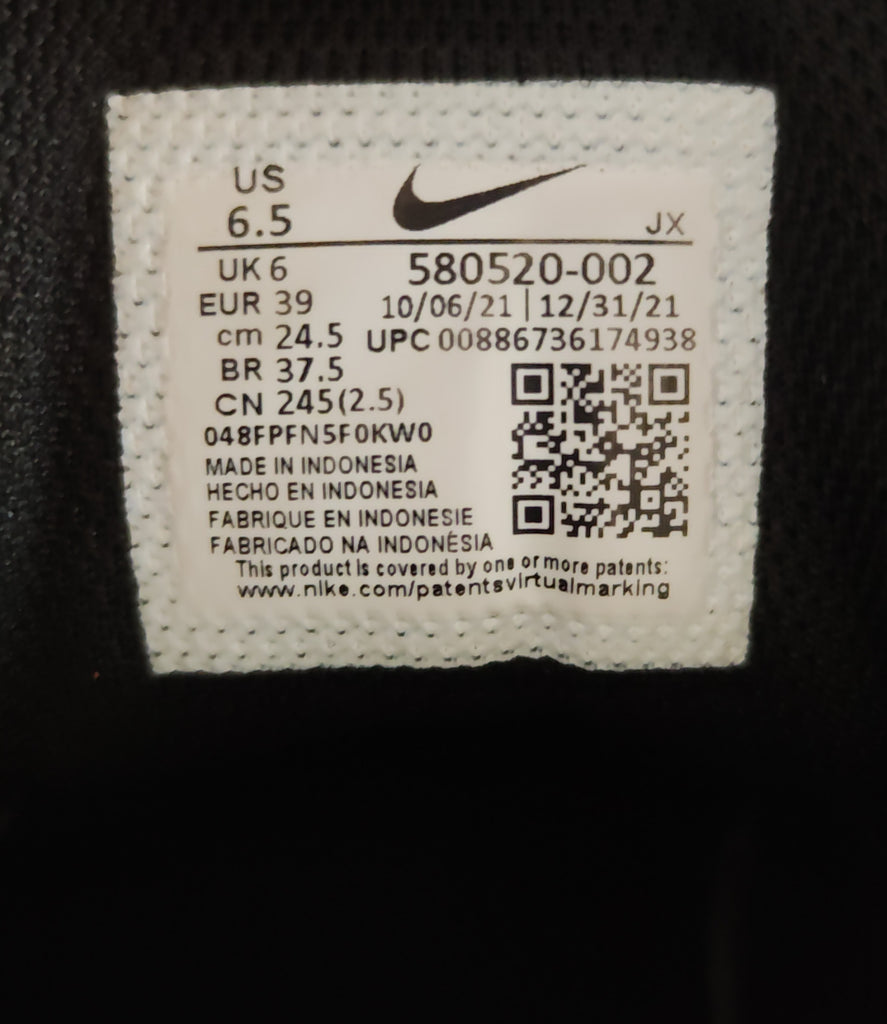 US
6.5
JX
UK 6
580520-002
EUR 39
10/06/21 | 12/31/21
cm 24.5
UPC 00886736174938
BR 37.5
CN 245(2.5)
048FPFN5F0KW0
MADE IN INDONESIA
HECHO EN INDONESIA
FABRIQUE EN INDONESIE
FABRICADO NA INDONÉSIA
This product is covered by one or more patents:
www.nike.com/patentsvirtualmarking